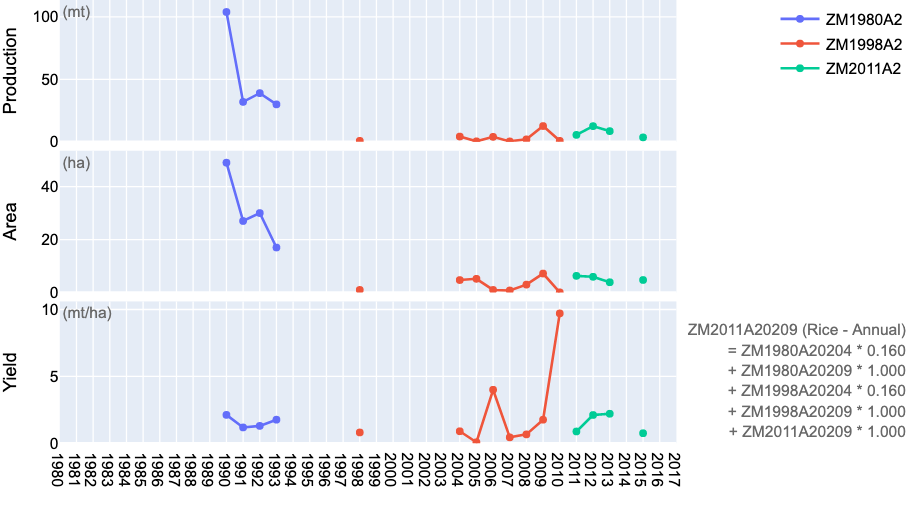 Production
(mt)
100
50
0
ZM1980A2
ZM1998A2
ZM2011A2
Area
(ha)
40
20
0
Yield
(mt/ha)
10
5
0
1980 1981 1982 1983 1984 1985 1986 1987 1988 1989 1990 1991 1992 1993 1994 1995 1996 1997 1998 1999 2000 2001 2002 2003 2004 2005 2006 2007 2008 2009 2010 2011 2012 2013 2014 2015 2016 2017
ZM2011A20209 (Rice - Annual)
= ZM1980A20204 * 0.160
+ ZM1980A20209 * 1.000
+ ZM1998A20204 * 0.160
+ ZM1998A20209 * 1.000
+ ZM2011A20209 * 1.000